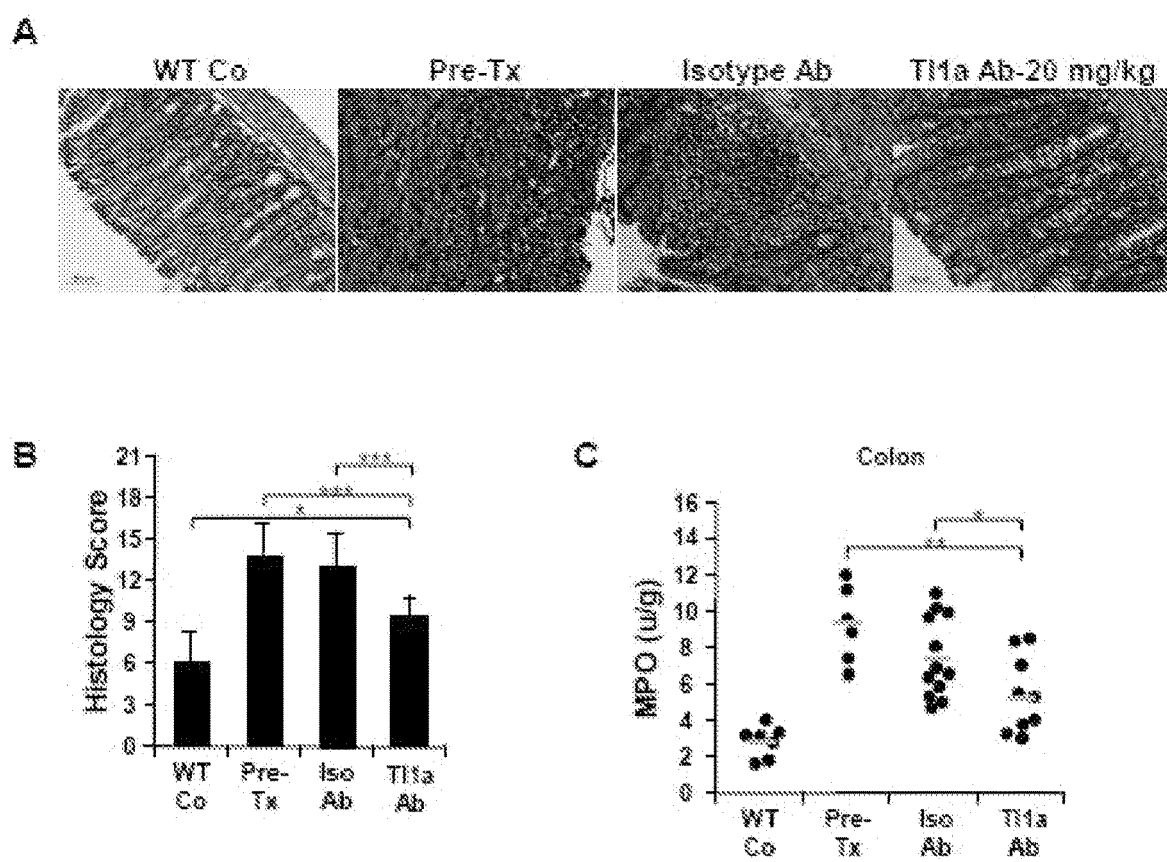 A
WT Co Pre-Tx Isotype Ab Tl1a Ab-20 mg/kg
B
Histology Score
21
18
15
12
9
6
3
0
***
***
*
WT Co
Pre-Tx
Iso Ab
Tl1a Ab
C
Colon
MPO (u/g)
16
14
12
10
8
6
4
2
0
*
**
WT Co
Pre-Tx
Iso Ab
Tl1a Ab